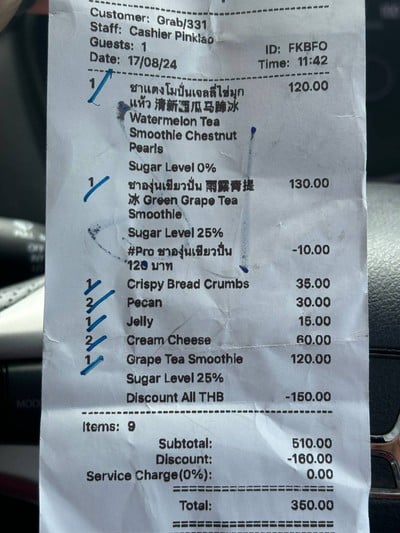 Customer: Grab/331
Staff: Cashier Pinklao
Guests: 1 ID: FKBFO
Date: 17/08/24 Time: 11:42
1 ชาแตงโมปั่นเจลลี่ไข่มุก 120.00
แห้ว 清新西瓜马蹄冰
Watermelon Tea
Smoothie Chestnut
Pearls
Sugar Level 0%
1 ชาองุ่นเขียวปั่น 雨露青提 130.00
冰 Green Grape Tea
Smoothie
Sugar Level 25%
#Pro ชาองุ่นเขียวปั่น -10.00
120 บาท
1 Crispy Bread Crumbs 35.00
2 Pecan 30.00
1 Jelly 15.00
2 Cream Cheese 60.00
1 Grape Tea Smoothie 120.00
Sugar Level 25%
Discount All THB -150.00
Items: 9
Subtotal: 510.00
Discount: -160.00
Service Charge(0%): 0.00
Total: 350.00